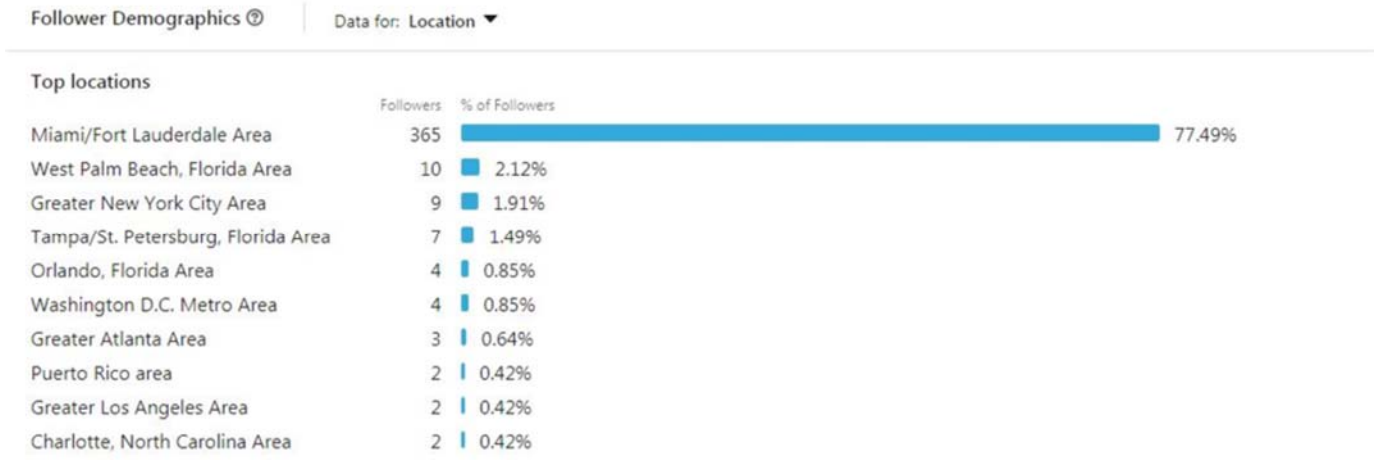 Follower Demographics ? Data for: Location ▼
Top locations
Followers % of Followers
Miami/Fort Lauderdale Area 365 77.49%
West Palm Beach, Florida Area 10 2.12%
Greater New York City Area 9 1.91%
Tampa/St. Petersburg, Florida Area 7 1.49%
Orlando, Florida Area 4 0.85%
Washington D.C. Metro Area 4 0.85%
Greater Atlanta Area 3 0.64%
Puerto Rico area 2 0.42%
Greater Los Angeles Area 2 0.42%
Charlotte, North Carolina Area 2 0.42%